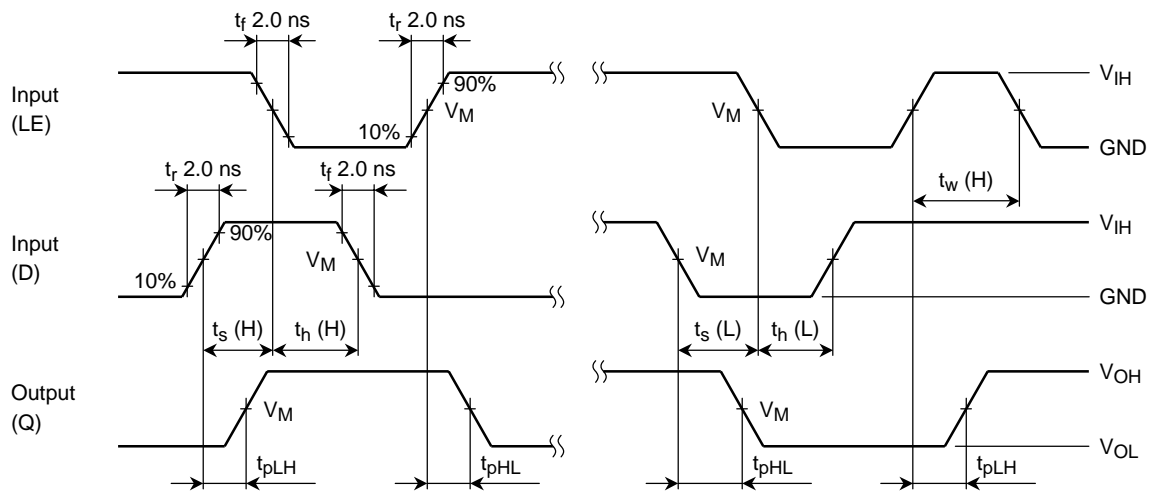 tf 2.0 ns
tr 2.0 ns
Input
(LE)
90%
VM
10%
VM
VIH
GND
tr 2.0 ns
tf 2.0 ns
tw (H)
Input
(D)
90%
VM
10%
VM
VIH
GND
ts (H)
th (H)
ts (L)
th (L)
Output
(Q)
VM
VM
VOH
VOL
tpLH
tpHL
tpHL
tpLH